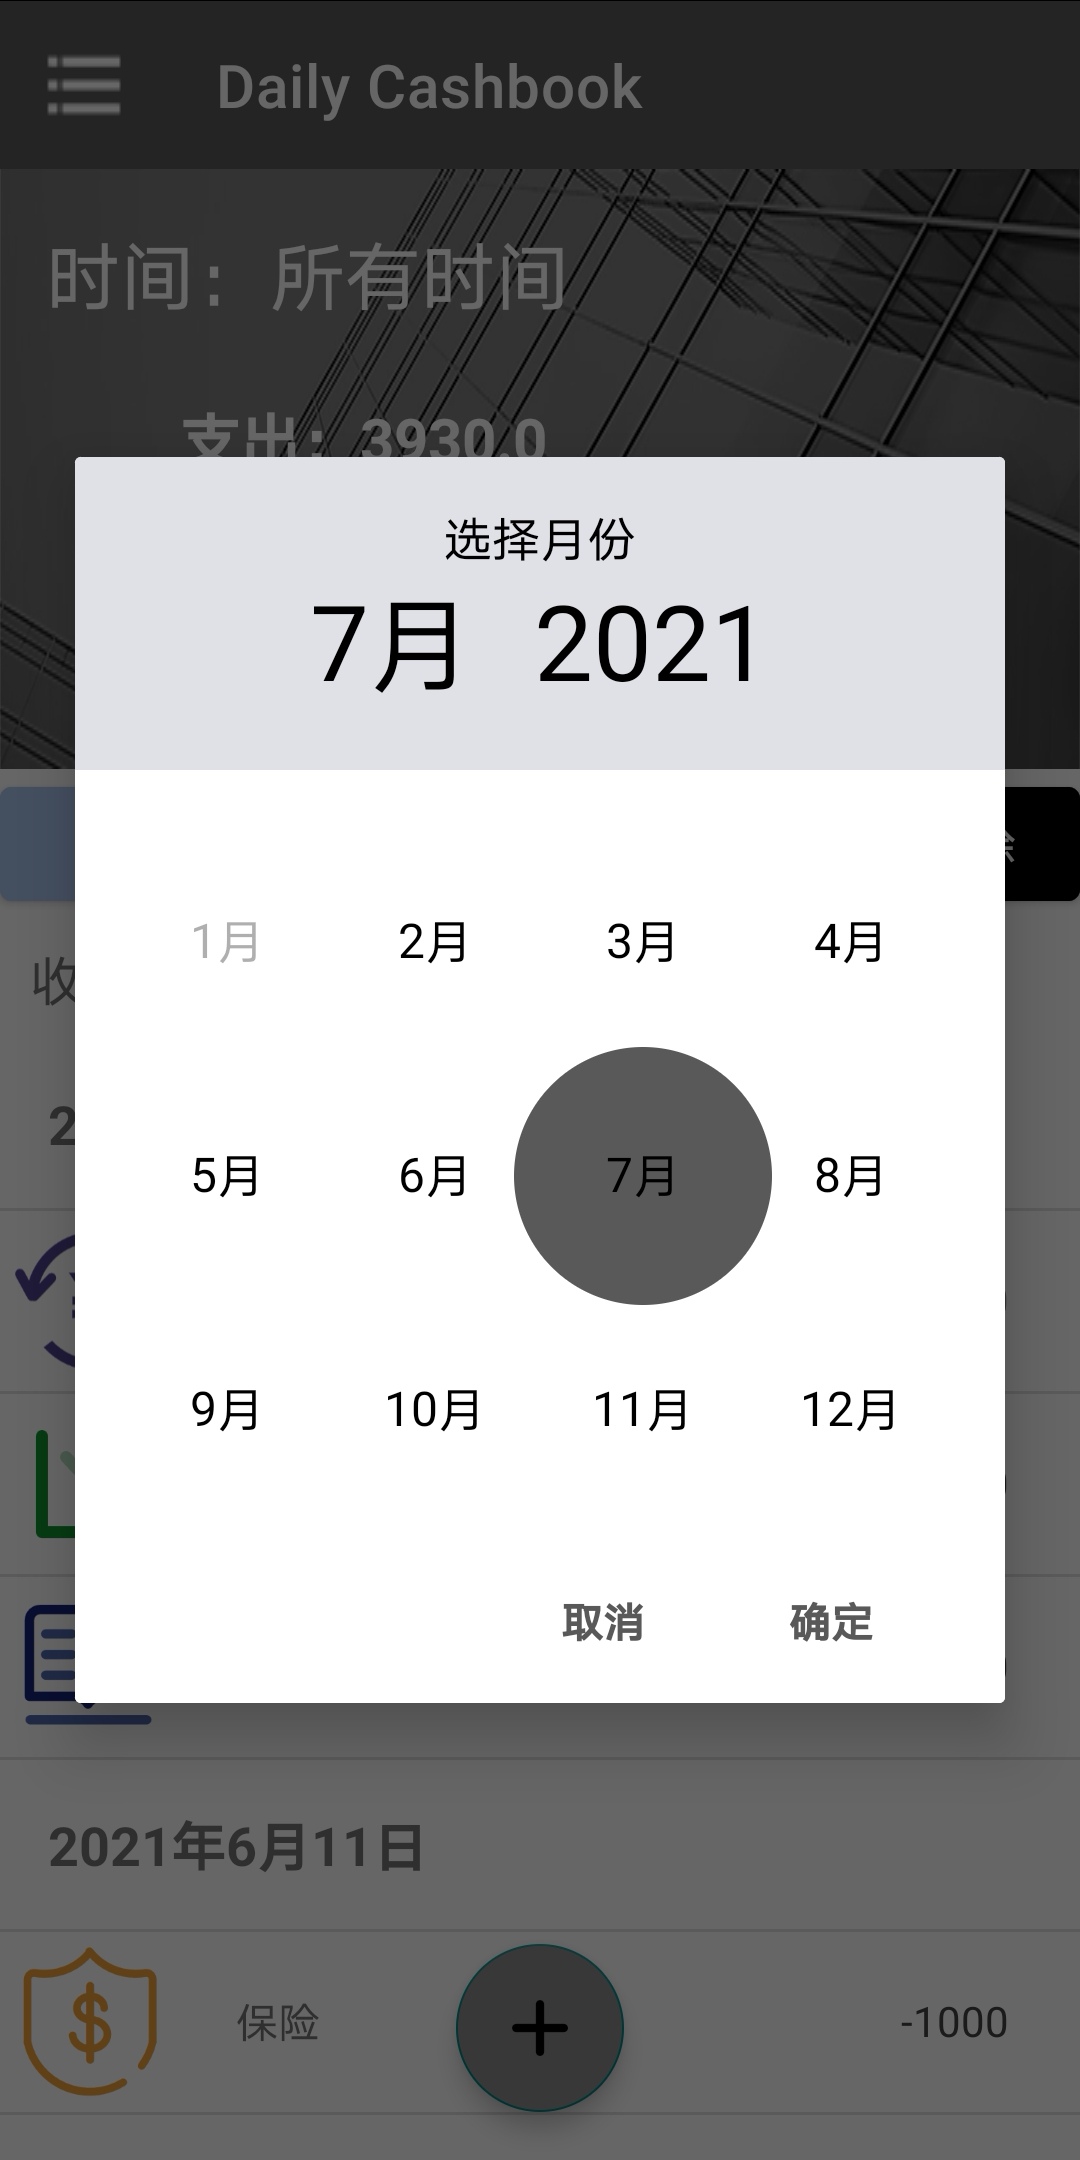 Daily Cashbook
时间： 所有时间
支出： 3930.0
选择月份
7月 2021
1月 2月 3月 4月
收
2
5月 6月 7月 8月
9月 10月 11月 12月
取消 确定
2021年6月11日
保险 -1000